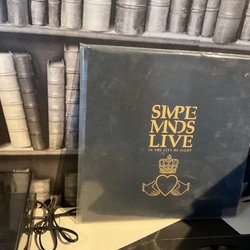 SIMPLE
MINDS
LIVE
IN THE CITY OF LIGHT